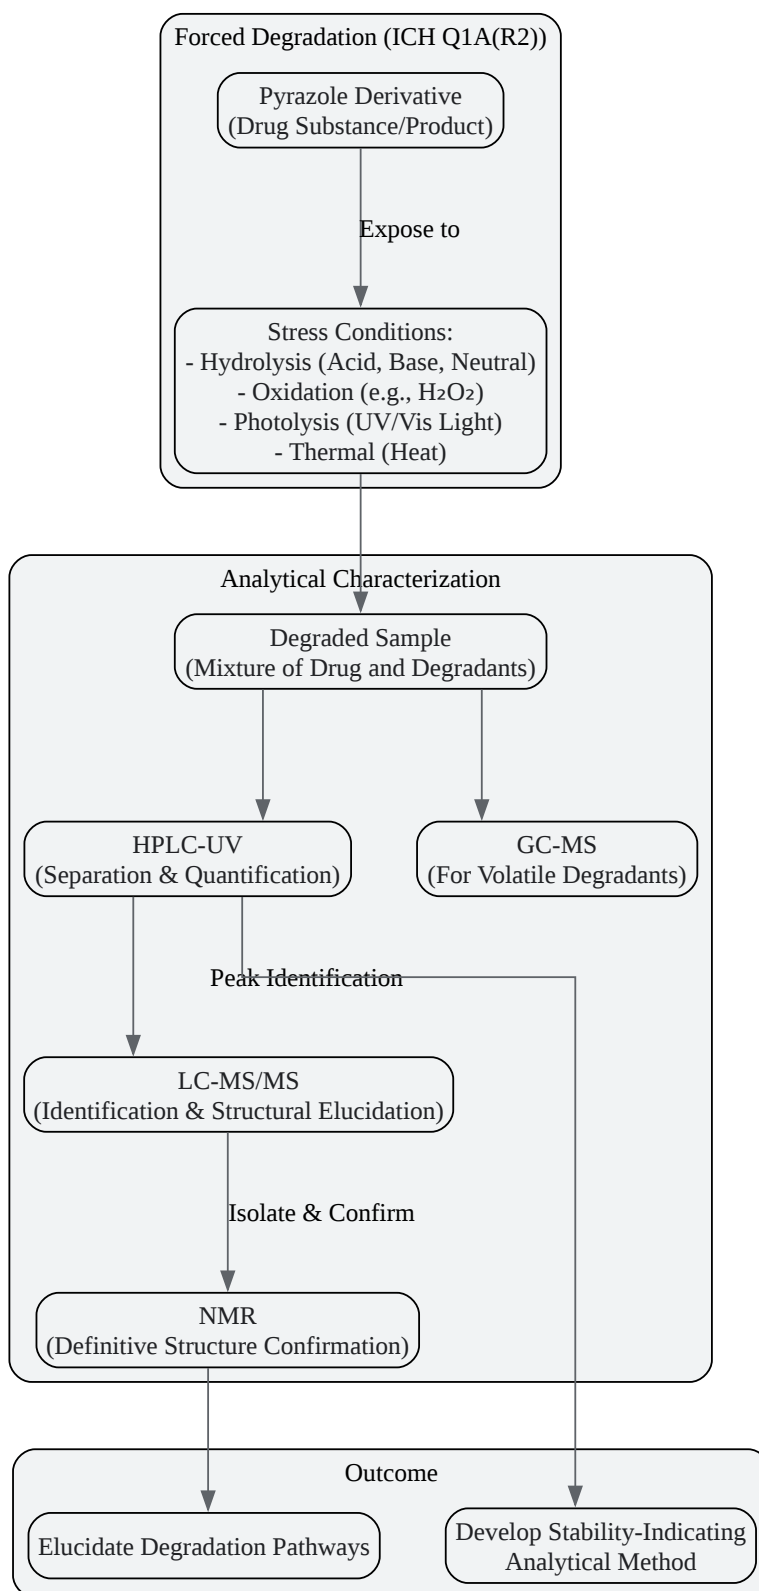 Forced Degradation (ICH Q1A(R2))
Pyrazole Derivative
(Drug Substance/Product)
Expose to
Stress Conditions:
- Hydrolysis (Acid, Base, Neutral)
- Oxidation (e.g., H₂O₂)
- Photolysis (UV/Vis Light)
- Thermal (Heat)
Analytical Characterization
Degraded Sample
(Mixture of Drug and Degradants)
HPLC-UV
(Separation & Quantification)
GC-MS
(For Volatile Degradants)
Peak Identification
LC-MS/MS
(Identification & Structural Elucidation)
Isolate & Confirm
NMR
(Definitive Structure Confirmation)
Outcome
Elucidate Degradation Pathways
Develop Stability-Indicating
Analytical Method